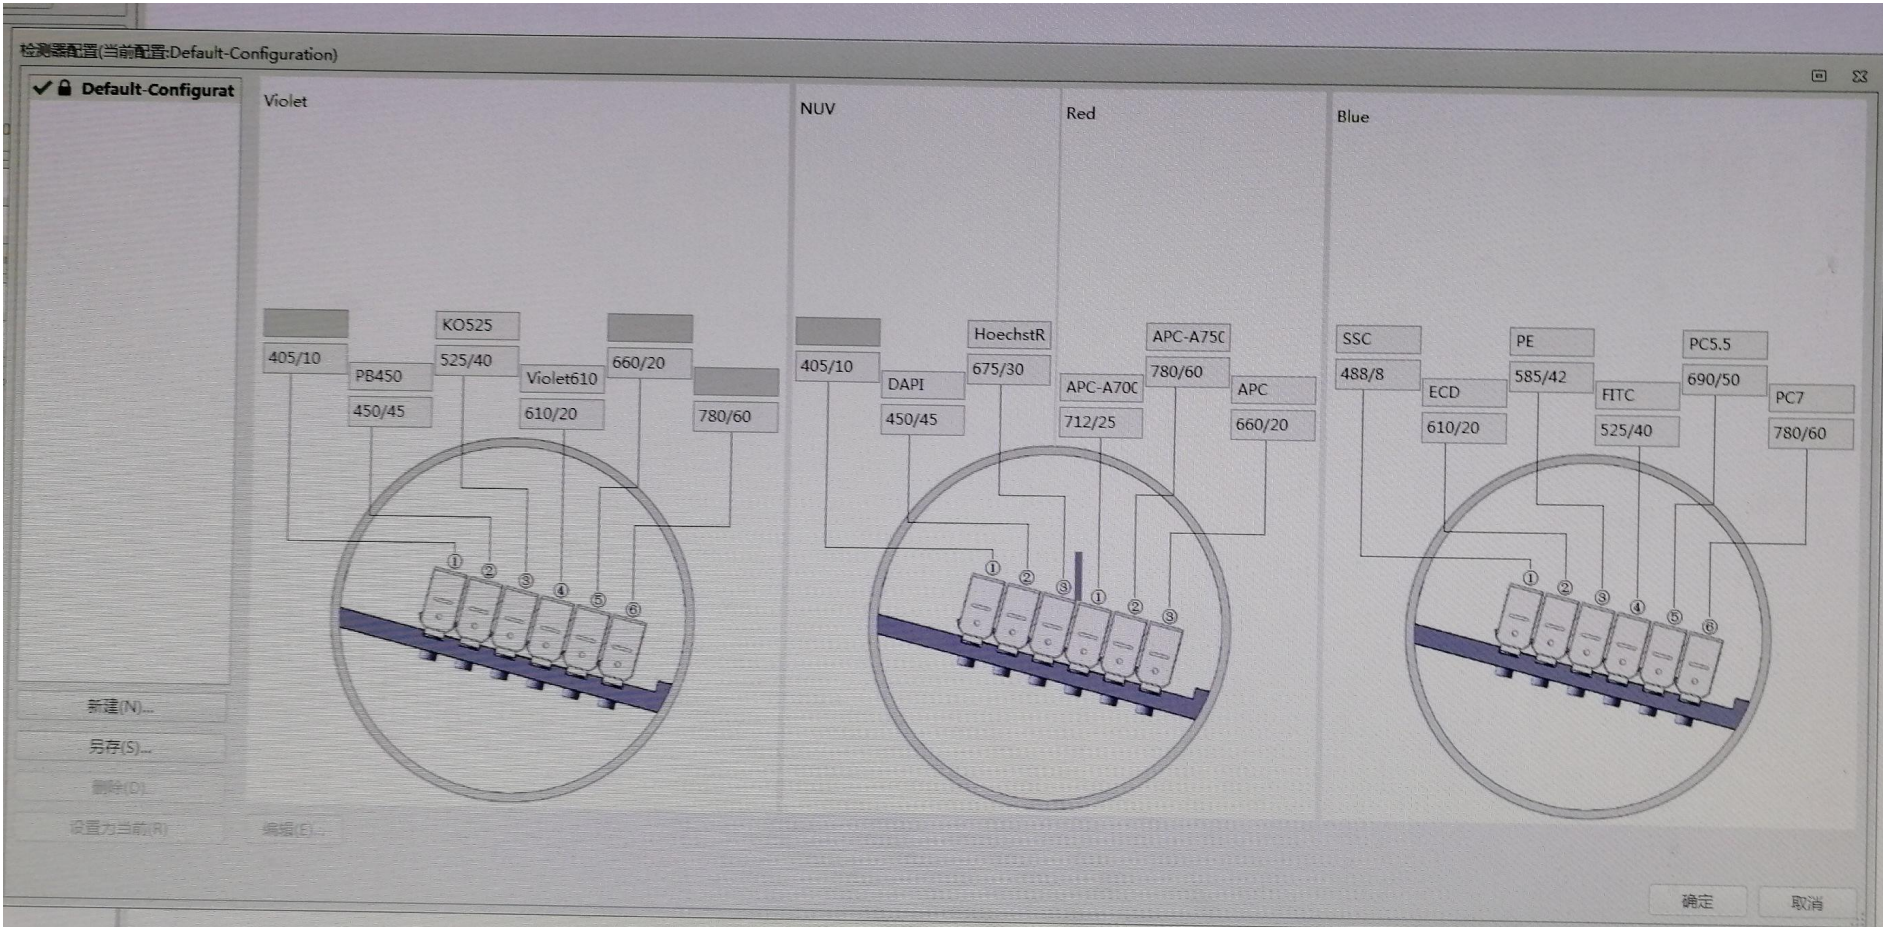 检测器配置(当前配置:Default-Configuration)
Default-Configurat
新建(N)...
另存(S)...
删除(D)
设置为当前(R)
编辑(E)...
Violet
405/10
PB450
450/45
KO525
525/40
Violet610
610/20
660/20
780/60
① ② ③ ④ ⑤ ⑥
NUV
405/10
DAPI
450/45
HoechstR
675/30
① ② ③
Red
APC-A700
712/25
APC-A750
780/60
APC
660/20
① ② ③
Blue
SSC
488/8
ECD
610/20
PE
585/42
FITC
525/40
PC5.5
690/50
PC7
780/60
① ② ③ ④ ⑤ ⑥
确定
取消